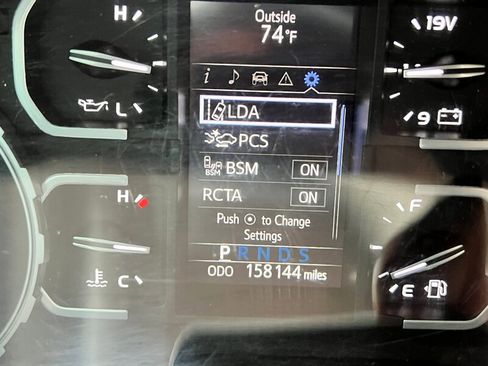 Outside
74°F
H
L
19V
9
i
LDA
PCS
BSM BSM ON
RCTA ON
Push to Change
Settings
P R N D S
ODO 158144 miles
H
C
F
E